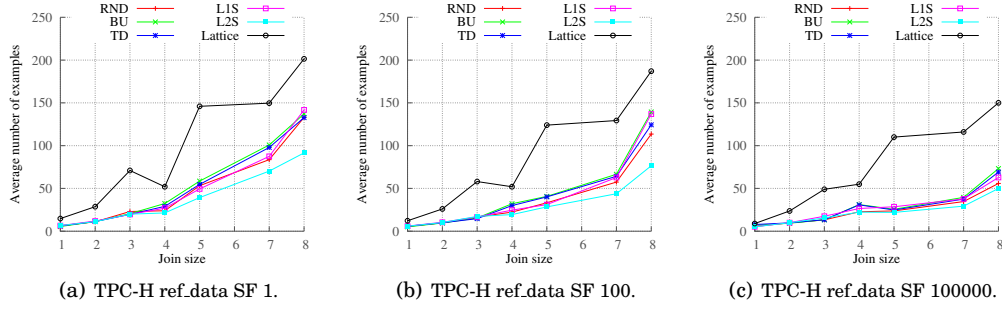 RND L1S
BU L2S
TD Lattice
Average number of examples
250
200
150
100
50
0
1 2 3 4 5 6 7 8
Join size
(a) TPC-H ref_data SF 1.
RND L1S
BU L2S
TD Lattice
Average number of examples
250
200
150
100
50
0
1 2 3 4 5 6 7 8
Join size
(b) TPC-H ref_data SF 100.
RND L1S
BU L2S
TD Lattice
Average number of examples
250
200
150
100
50
0
1 2 3 4 5 6 7 8
Join size
(c) TPC-H ref_data SF 100000.